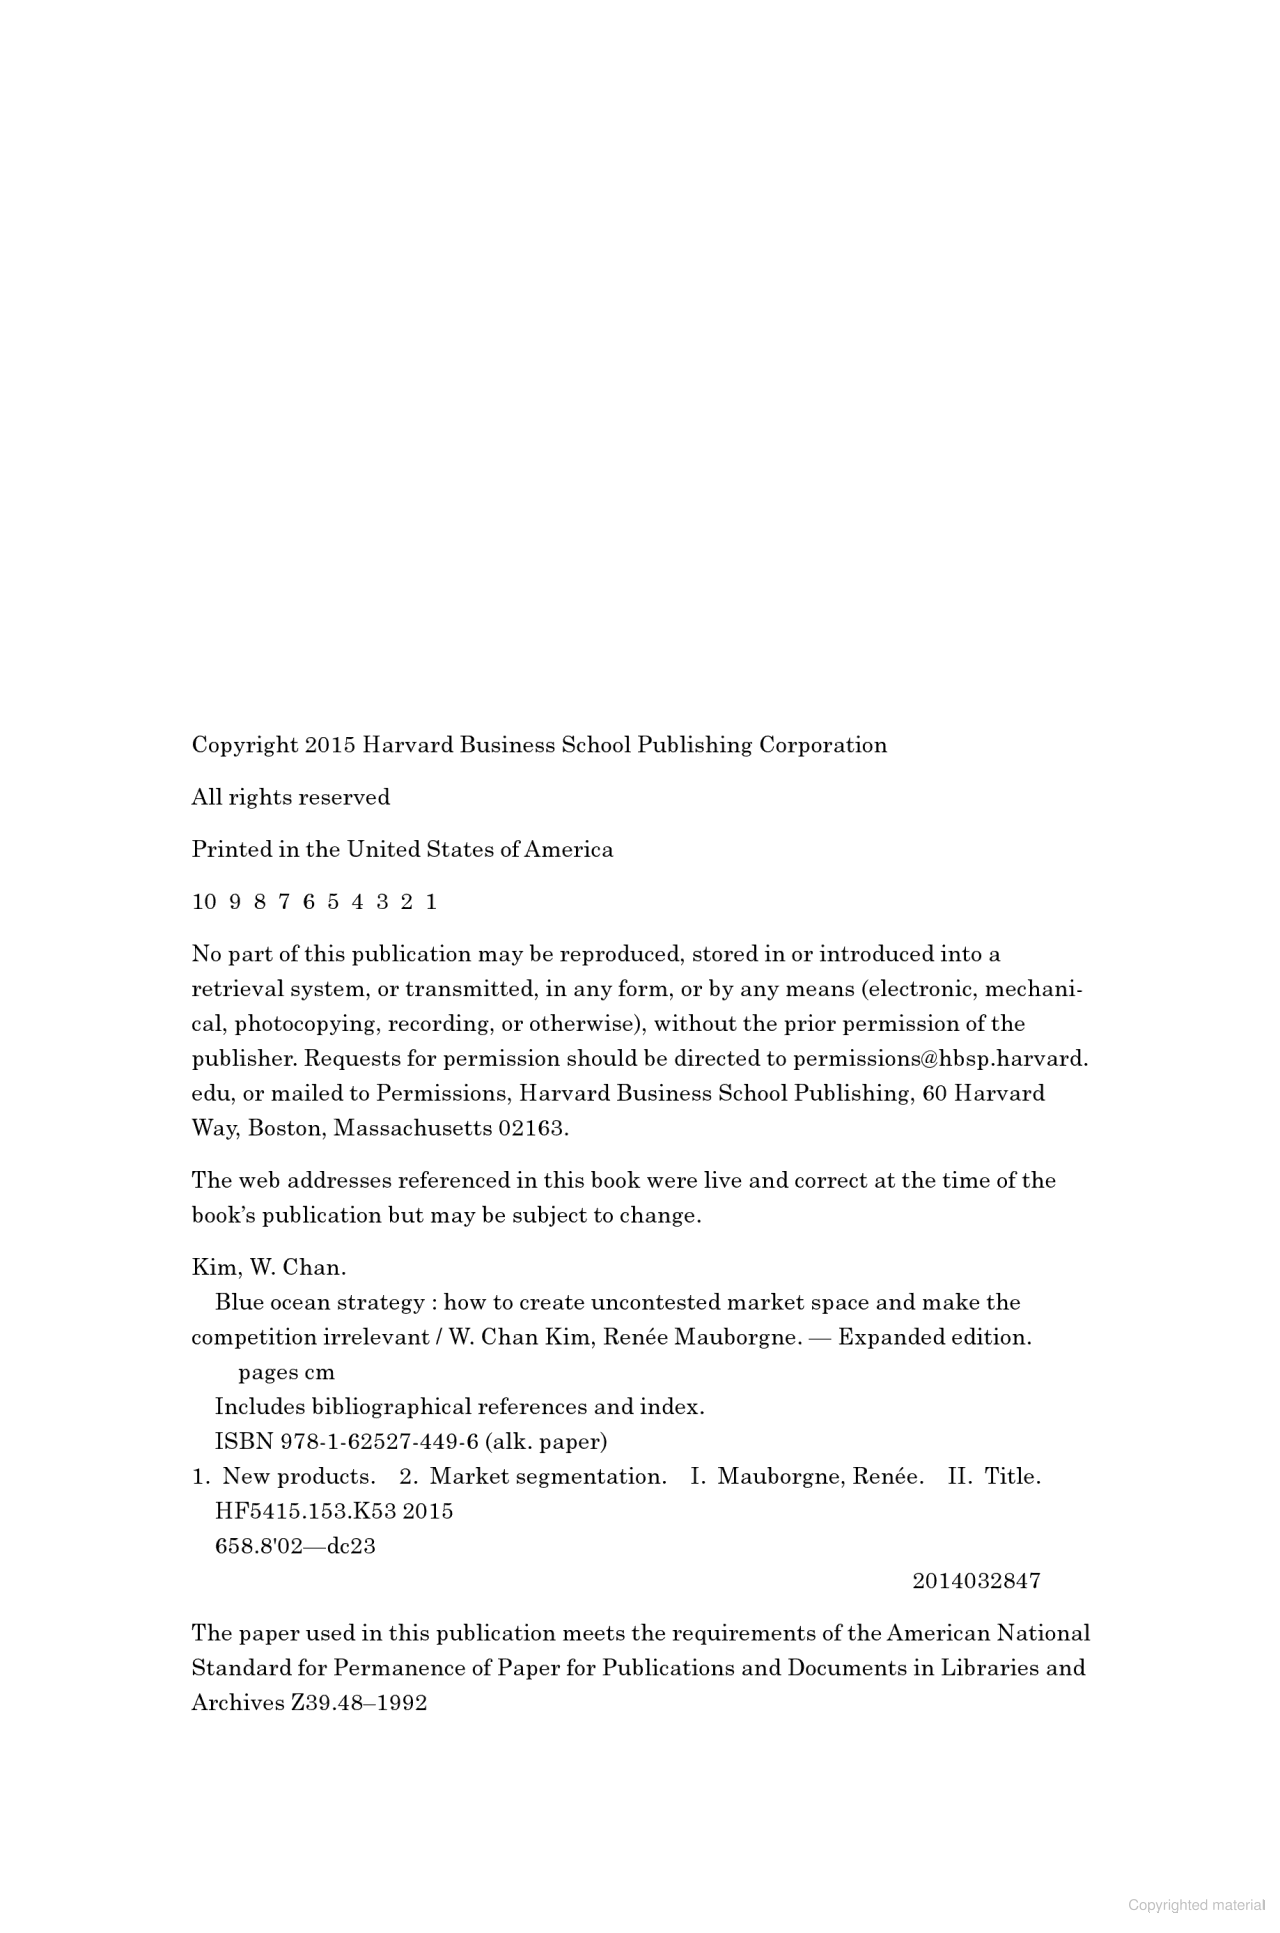 Copyright 2015 Harvard Business School Publishing Corporation
All rights reserved
Printed in the United States of America
10 9 8 7 6 5 4 3 2 1
No part of this publication may be reproduced, stored in or introduced into a
retrieval system, or transmitted, in any form, or by any means (electronic, mechani-
cal, photocopying, recording, or otherwise), without the prior permission of the
publisher. Requests for permission should be directed to permissions@hbsp.harvard.
edu, or mailed to Permissions, Harvard Business School Publishing, 60 Harvard
Way, Boston, Massachusetts 02163.
The web addresses referenced in this book were live and correct at the time of the
book’s publication but may be subject to change.
Kim, W. Chan.
Blue ocean strategy : how to create uncontested market space and make the
competition irrelevant / W. Chan Kim, Renée Mauborgne. — Expanded edition.
pages cm
Includes bibliographical references and index.
ISBN 978-1-62527-449-6 (alk. paper)
1. New products. 2. Market segmentation. I. Mauborgne, Renée. II. Title.
HF5415.153.K53 2015
658.8'02—dc23
2014032847
The paper used in this publication meets the requirements of the American National
Standard for Permanence of Paper for Publications and Documents in Libraries and
Archives Z39.48–1992
Copyrighted material